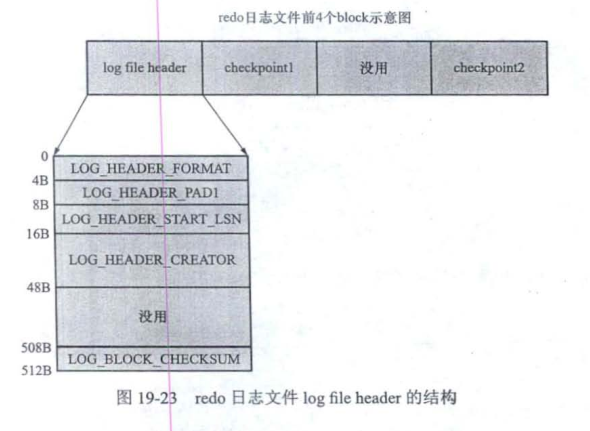 redo日志文件前4个block示意图
log file header
checkpoint1
没用
checkpoint2
0
LOG_HEADER_FORMAT
4B
LOG_HEADER_PAD1
8B
LOG_HEADER_START_LSN
16B
LOG_HEADER_CREATOR
48B
没用
508B
LOG_BLOCK_CHECKSUM
512B
图 19-23 redo 日志文件 log file header 的结构